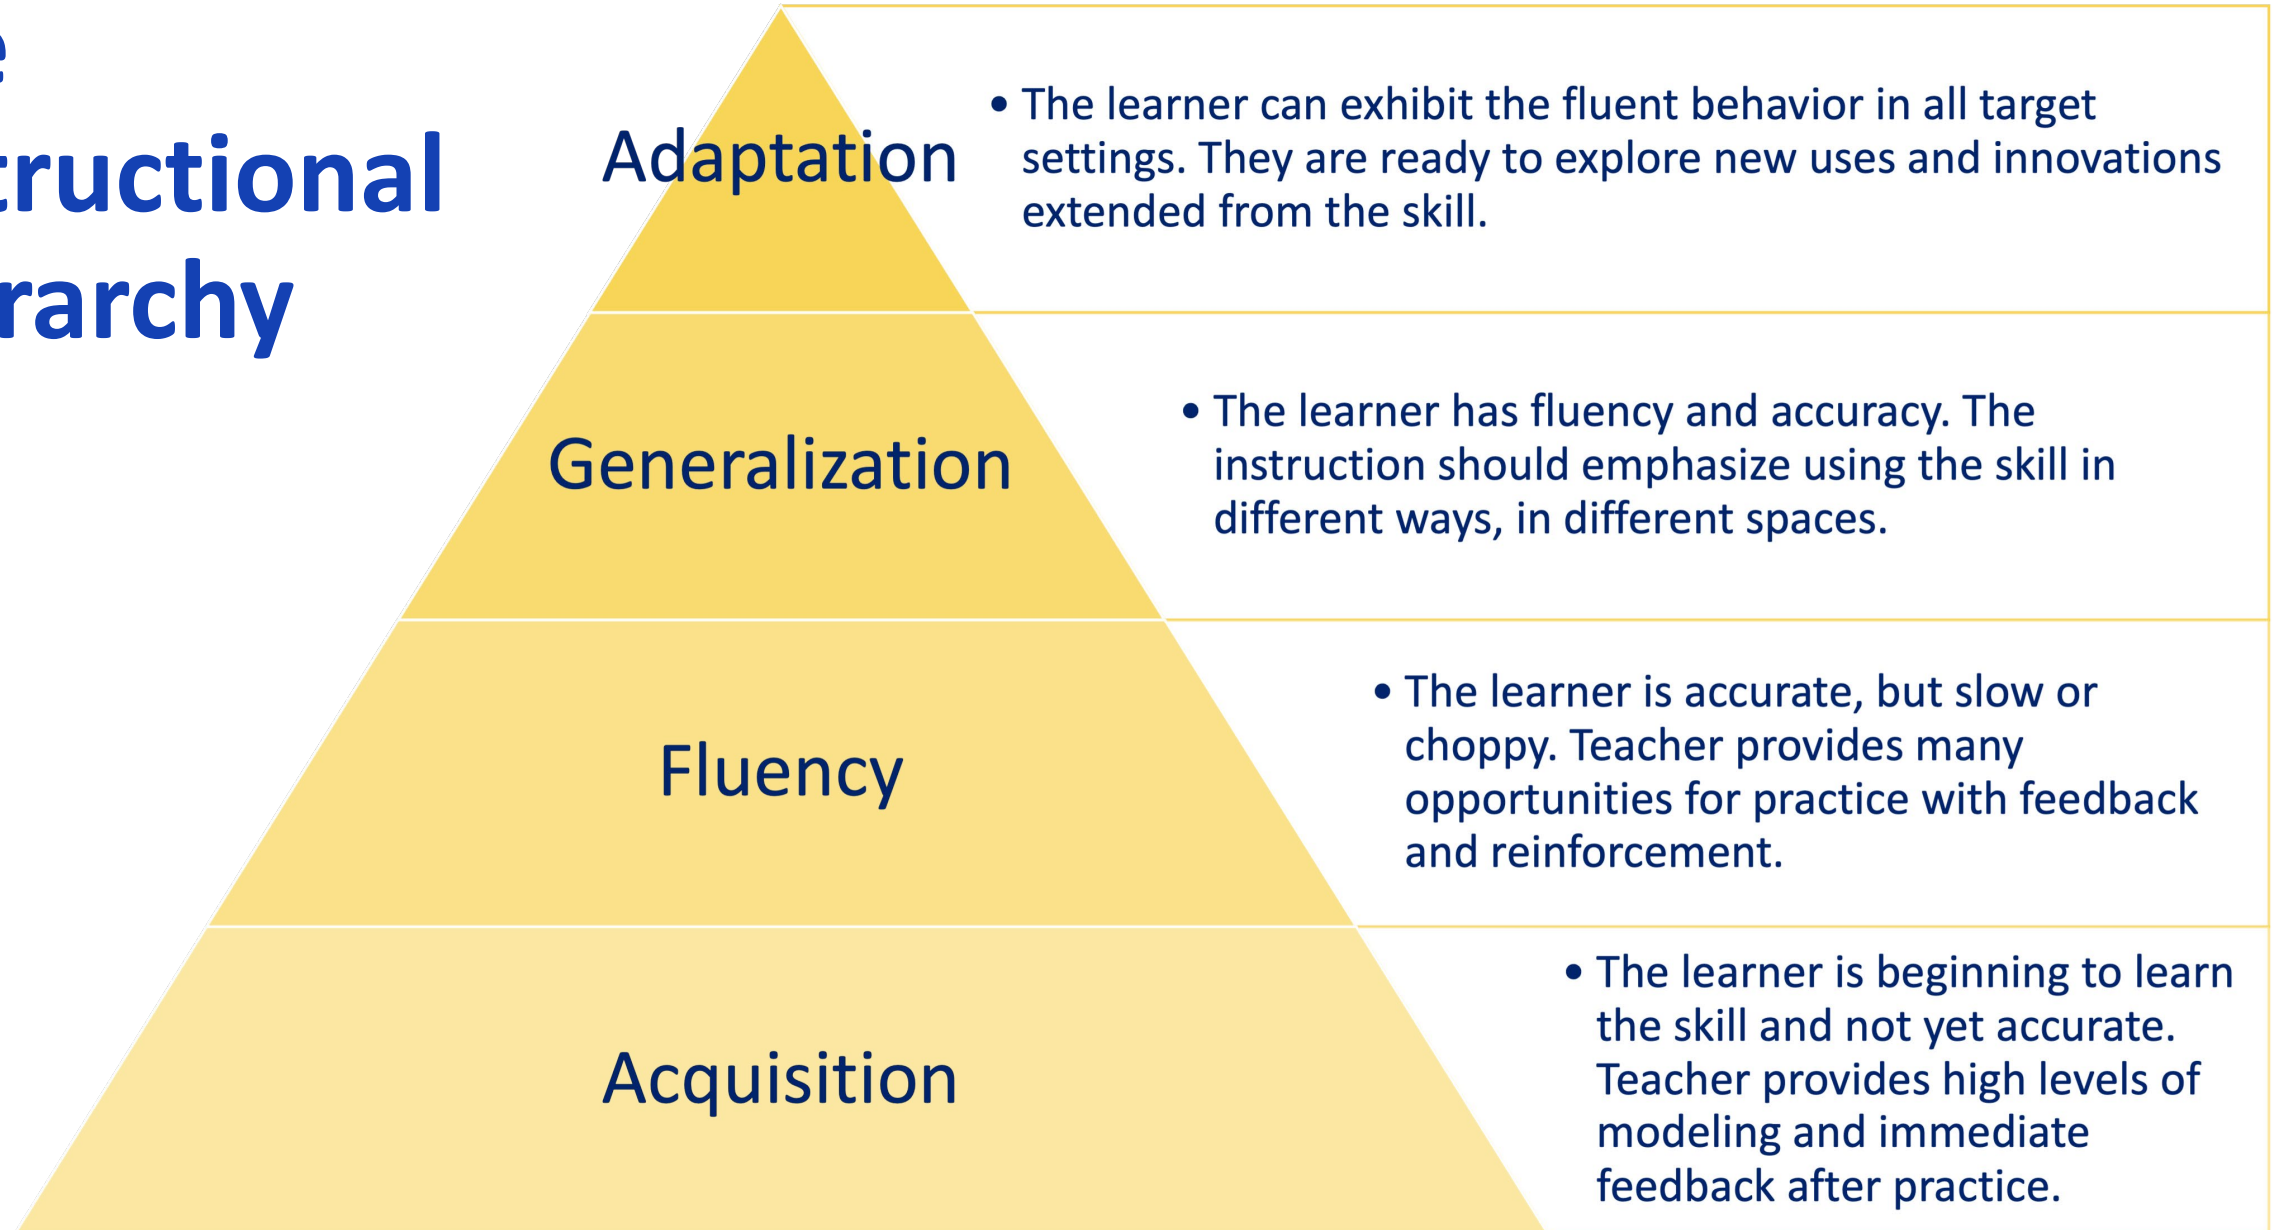 e
tructional
rarchy
Adaptation
• The learner can exhibit the fluent behavior in all target
settings. They are ready to explore new uses and innovations
extended from the skill.
Generalization
• The learner has fluency and accuracy. The
instruction should emphasize using the skill in
different ways, in different spaces.
Fluency
• The learner is accurate, but slow or
choppy. Teacher provides many
opportunities for practice with feedback
and reinforcement.
Acquisition
• The learner is beginning to learn
the skill and not yet accurate.
Teacher provides high levels of
modeling and immediate
feedback after practice.